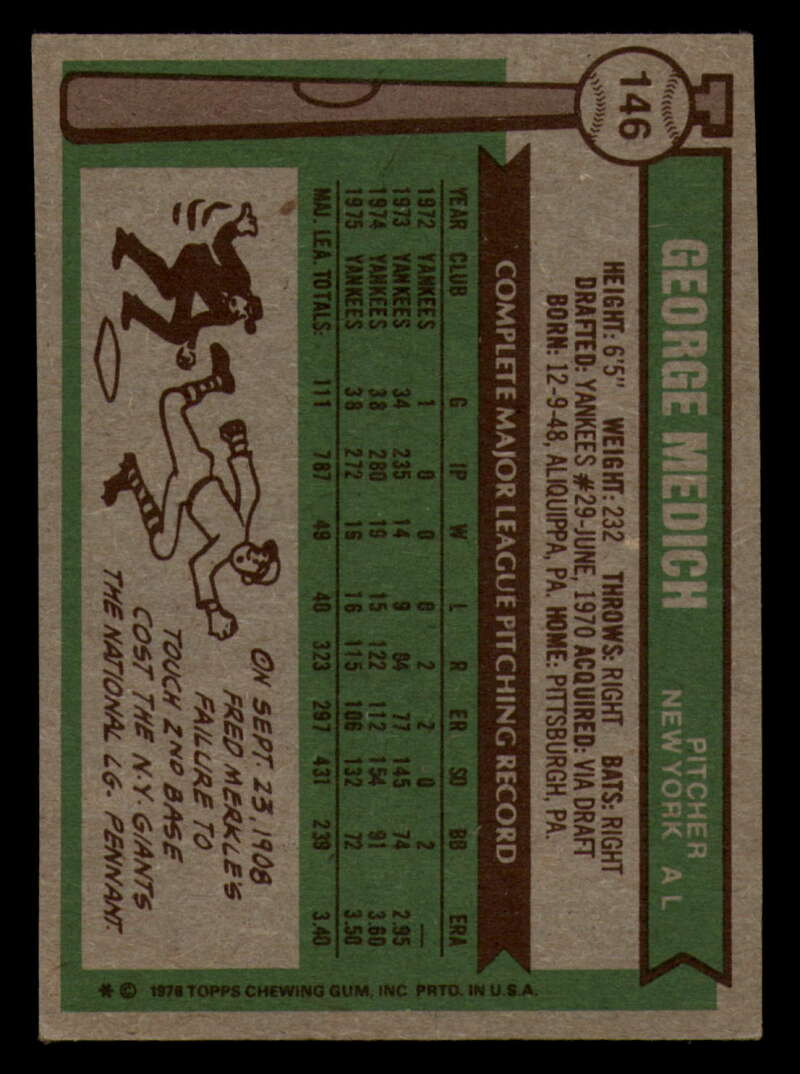 146
GEORGE MEDICH
PITCHER
NEW YORK A L
HEIGHT: 6'5" WEIGHT: 232 THROWS: RIGHT BATS: RIGHT
DRAFTED: YANKEES #29-JUNE, 1970 ACQUIRED: VIA DRAFT
BORN: 12-9-48, ALIQUIPPA, PA. HOME: PITTSBURGH, PA.
COMPLETE MAJOR LEAGUE PITCHING RECORD
YEAR CLUB G IP W L R ER SO BB ERA
1972 YANKEES 1 0 0 0 2 2 0 2 —
1973 YANKEES 34 235 14 9 84 77 145 74 2.95
1974 YANKEES 38 280 19 15 122 112 154 91 3.60
1975 YANKEES 38 272 16 16 115 106 132 72 3.50
MAJ. LEA. TOTALS: 111 787 49 40 323 297 431 239 3.40
ON SEPT. 23, 1908
FRED MERKLE'S
FAILURE TO
TOUCH 2ND BASE
COST THE N.Y. GIANTS
THE NATIONAL LG. PENNANT.
* © 1976 TOPPS CHEWING GUM, INC. PRTD. IN U.S.A.